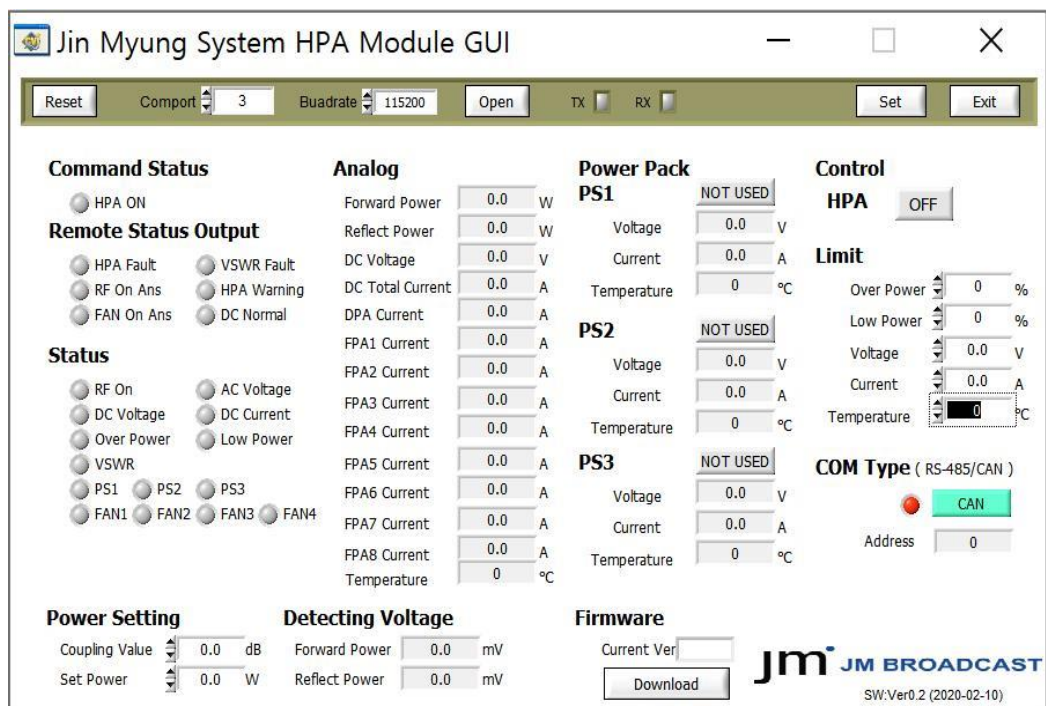 Jin Myung System HPA Module GUI
Reset Comport 3 Buadrate 115200 Open TX RX Set Exit
Command Status
HPA ON
Remote Status Output
HPA Fault VSWR Fault
RF On Ans HPA Warning
FAN On Ans DC Normal
Status
RF On AC Voltage
DC Voltage DC Current
Over Power Low Power
VSWR
PS1 PS2 PS3
FAN1 FAN2 FAN3 FAN4
Analog
Forward Power 0.0 W
Reflect Power 0.0 W
DC Voltage 0.0 V
DC Total Current 0.0 A
DPA Current 0.0 A
FPA1 Current 0.0 A
FPA2 Current 0.0 A
FPA3 Current 0.0 A
FPA4 Current 0.0 A
FPA5 Current 0.0 A
FPA6 Current 0.0 A
FPA7 Current 0.0 A
FPA8 Current 0.0 A
Temperature 0 ºC
Power Pack
PS1 NOT USED
Voltage 0.0 V
Current 0.0 A
Temperature 0 ºC
PS2 NOT USED
Voltage 0.0 V
Current 0.0 A
Temperature 0 ºC
PS3 NOT USED
Voltage 0.0 V
Current 0.0 A
Temperature 0 ºC
Control
HPA OFF
Limit
Over Power 0 %
Low Power 0 %
Voltage 0.0 V
Current 0.0 A
Temperature 0 ºC
COM Type ( RS-485/CAN )
CAN
Address 0
Power Setting
Coupling Value 0.0 dB
Set Power 0.0 W
Detecting Voltage
Forward Power 0.0 mV
Reflect Power 0.0 mV
Firmware
Current Ver
Download
Jm JM BROADCAST
SW:Ver0.2 (2020-02-10)